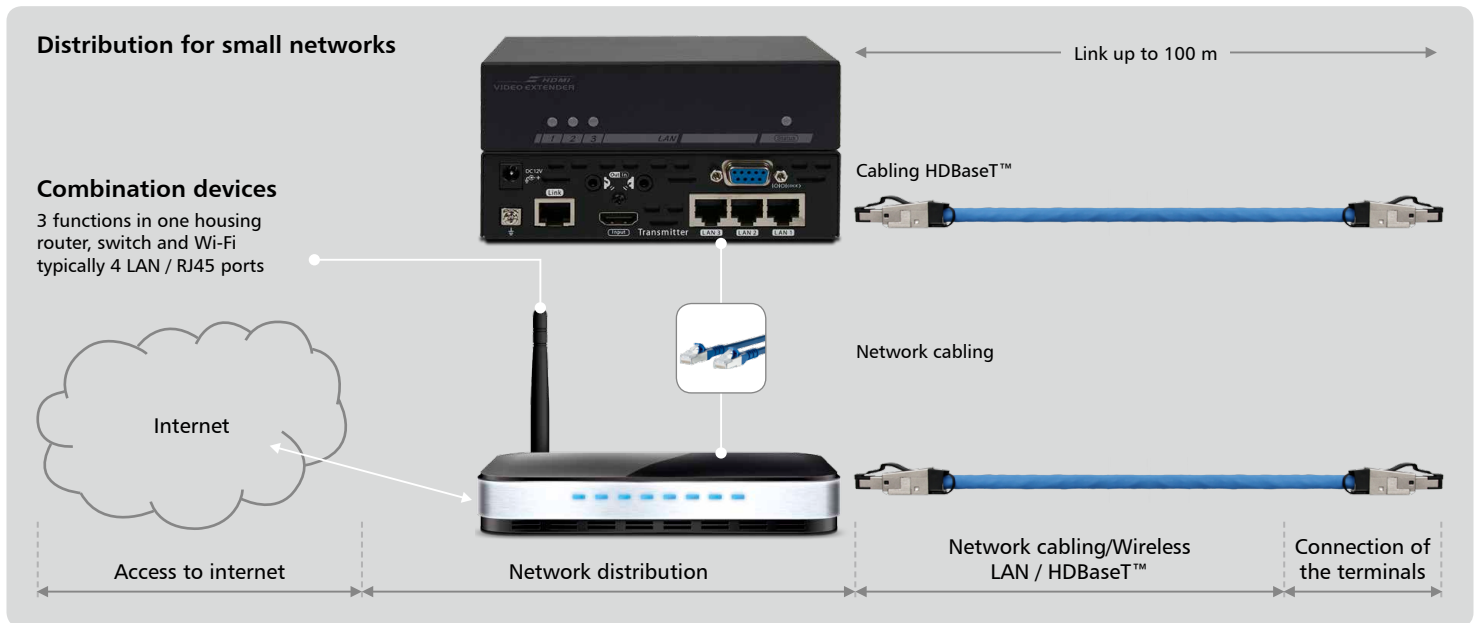 Distribution for small networks
Link up to 100 m
HDMI
VIDEO EXTENDER
1 2 3 LAN Status
Combination devices
3 functions in one housing
router, switch and Wi-Fi
typically 4 LAN / RJ45 ports
DC12V
Out In
Link
Input Transmitter LAN 3 LAN 2 LAN 1
Cabling HDBaseT™
Network cabling
Internet
Access to internet
Network distribution
Network cabling/Wireless
LAN / HDBaseT™
Connection of
the terminals